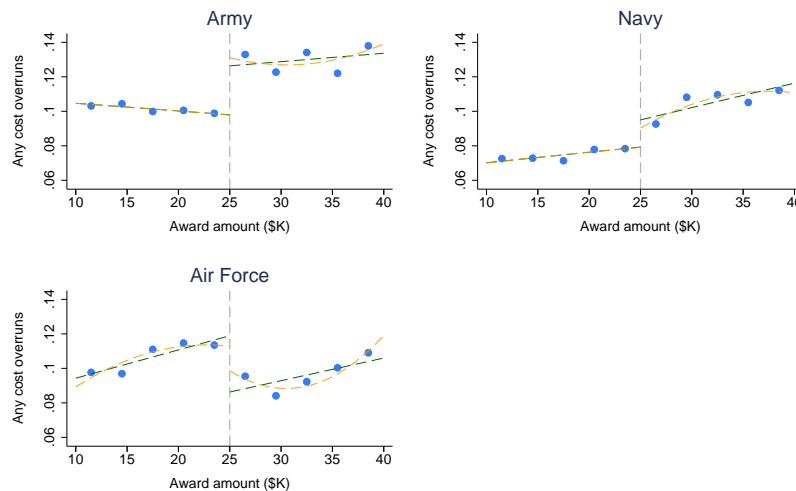 Army
Any cost overruns
.14
.12
.1
.08
.06
10 15 20 25 30 35 40
Award amount ($K)
Navy
Any cost overruns
.14
.12
.1
.08
.06
10 15 20 25 30 35 40
Award amount ($K)
Air Force
Any cost overruns
.14
.12
.1
.08
.06
10 15 20 25 30 35 40
Award amount ($K)